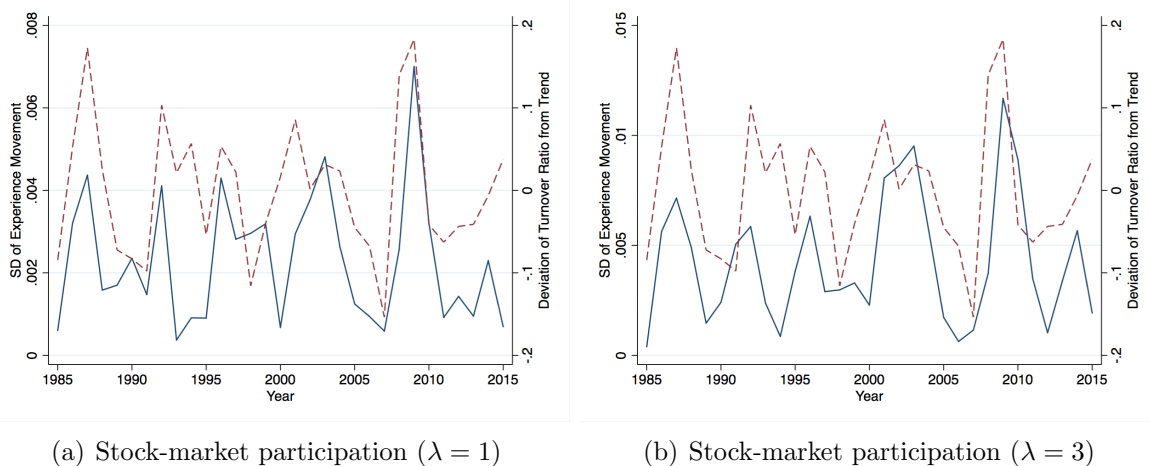 .008
.006
.004
.002
0
SD of Experience Movement
.2
.1
0
-.1
-.2
Deviation of Turnover Ratio from Trend
1985 1990 1995 2000 2005 2010 2015
Year
(a) Stock-market participation (λ = 1)
.015
.01
.005
0
SD of Experience Movement
.2
.1
0
-.1
-.2
Deviation of Turnover Ratio from Trend
1985 1990 1995 2000 2005 2010 2015
Year
(b) Stock-market participation (λ = 3)